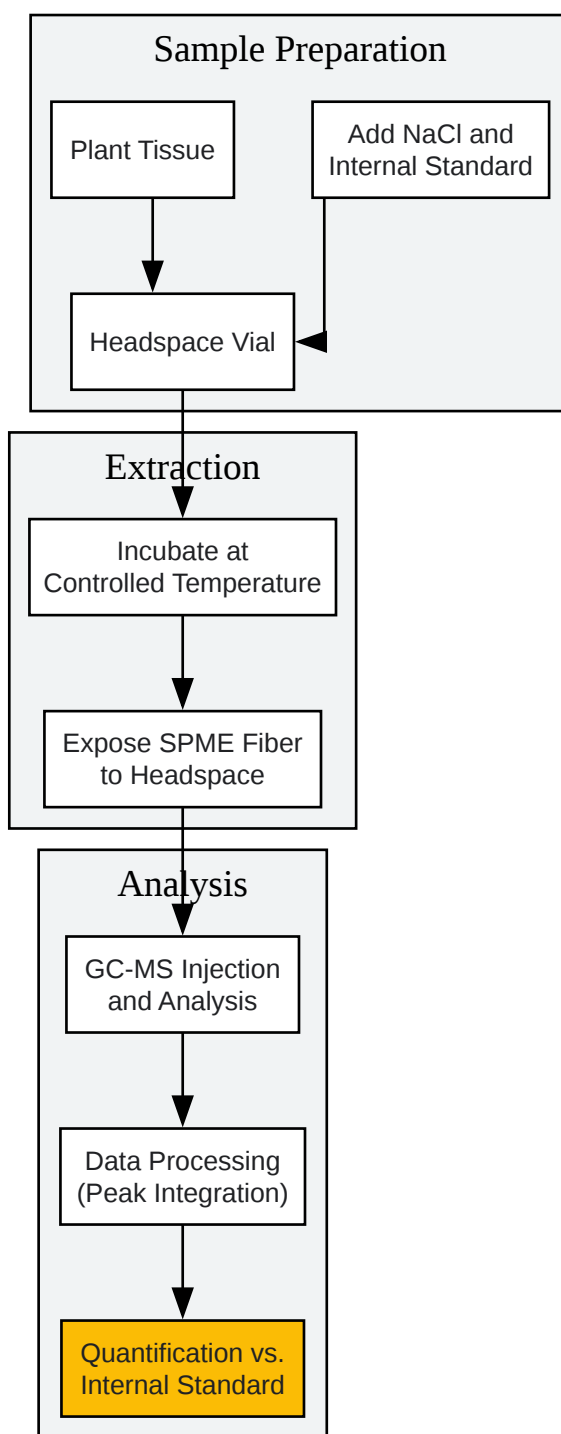 Sample Preparation
Plant Tissue
Add NaCl and
Internal Standard
Headspace Vial
Extraction
Incubate at
Controlled Temperature
Expose SPME Fiber
to Headspace
Analysis
GC-MS Injection
and Analysis
Data Processing
(Peak Integration)
Quantification vs.
Internal Standard